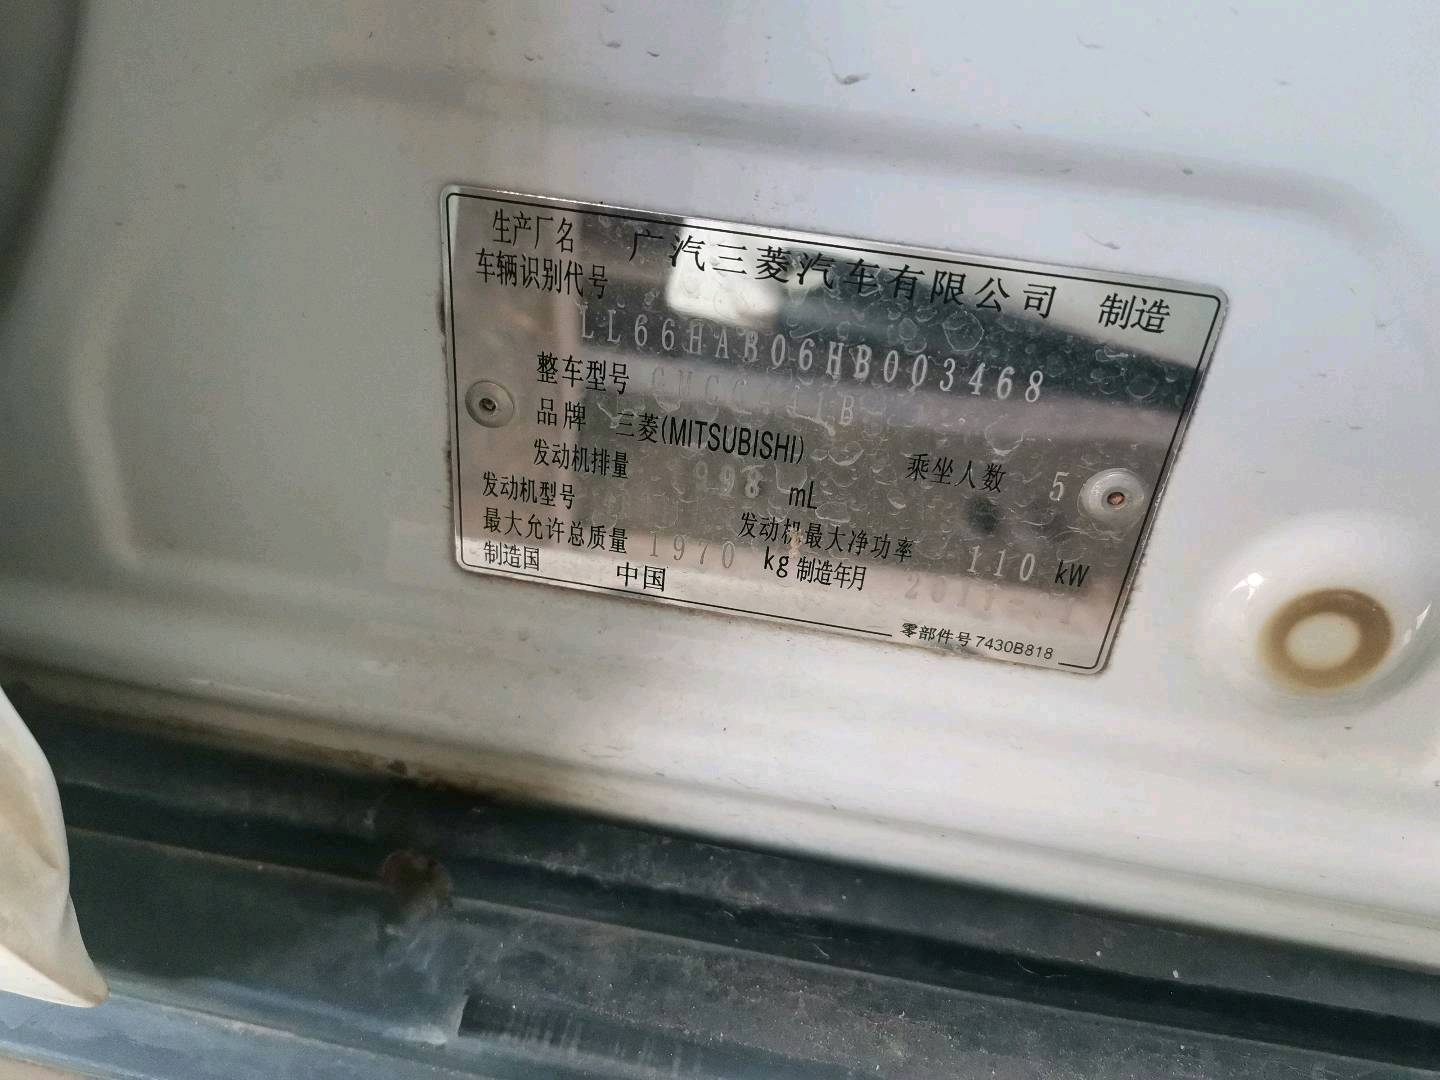 生产厂名 广汽三菱汽车有限公司 制造
车辆识别代号 LL66HAB06HB003468
整车型号
品牌 三菱(MITSUBISHI) 乘坐人数 5
发动机排量 1998 mL
发动机型号 发动机最大净功率 110 kW
最大允许总质量 1970 kg 制造年月
制造国 中国
零部件号 7430B818